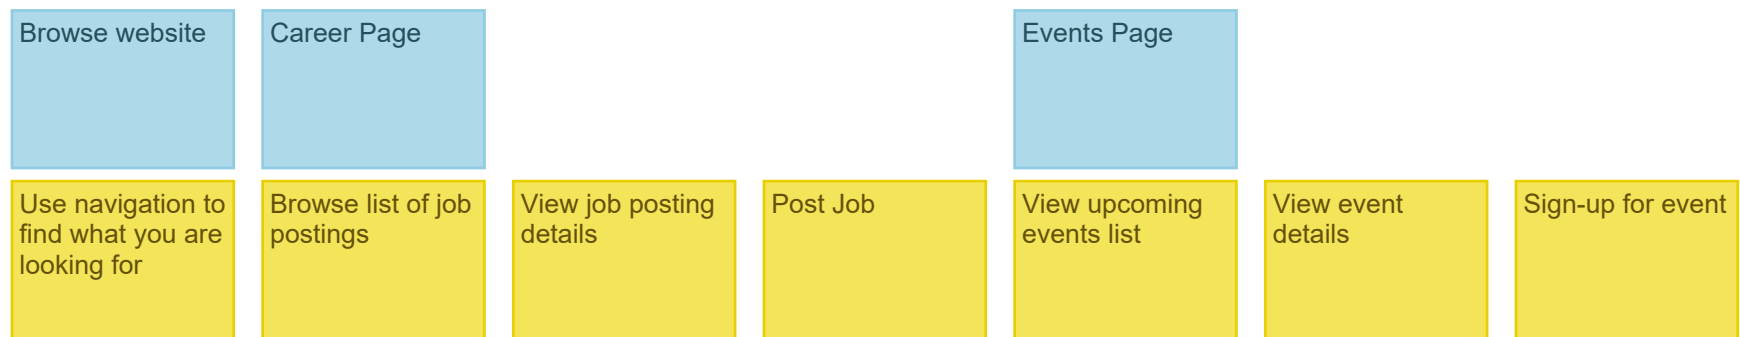 Browse website
Career Page
Events Page
Use navigation to
find what you are
looking for
Browse list of job
postings
View job posting
details
Post Job
View upcoming
events list
View event
details
Sign-up for event